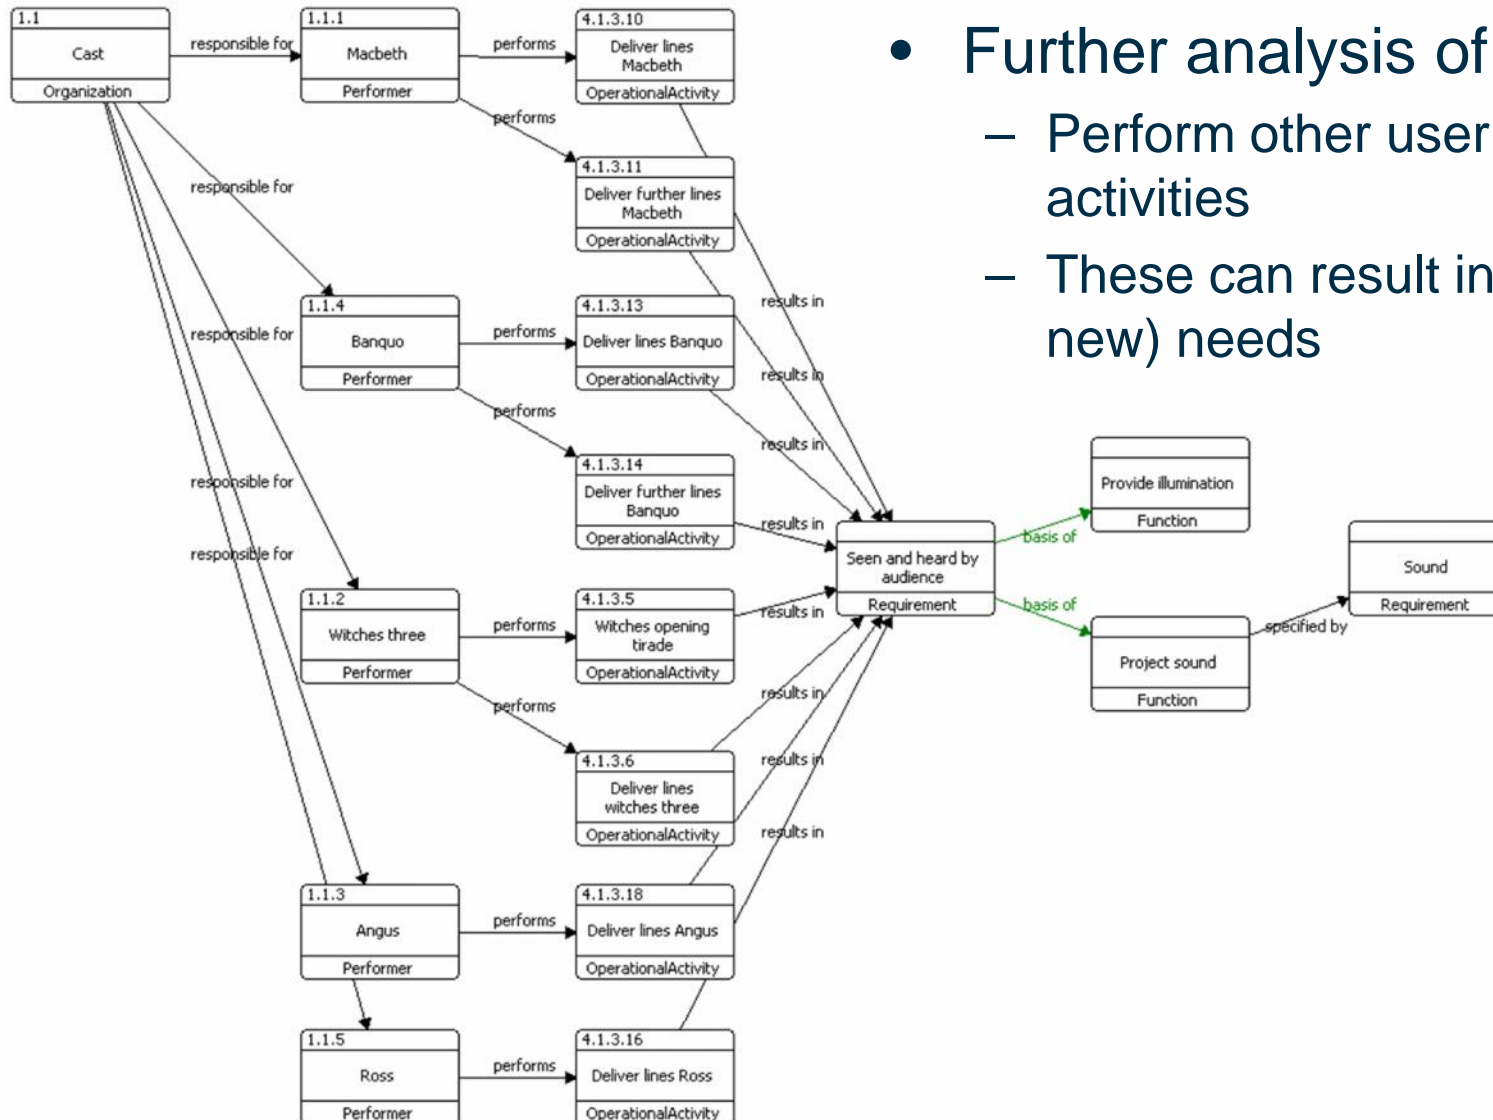 1.1
Cast
Organization
responsible for
responsible for
responsible for
responsible for
responsible for
1.1.1
Macbeth
Performer
performs
performs
4.1.3.10
Deliver lines
Macbeth
OperationalActivity
4.1.3.11
Deliver further lines
Macbeth
OperationalActivity
1.1.4
Banquo
Performer
performs
performs
4.1.3.13
Deliver lines Banquo
OperationalActivity
4.1.3.14
Deliver further lines
Banquo
OperationalActivity
1.1.2
Witches three
Performer
performs
performs
4.1.3.5
Witches opening
tirade
OperationalActivity
4.1.3.6
Deliver lines
witches three
OperationalActivity
1.1.3
Angus
Performer
performs
4.1.3.18
Deliver lines Angus
OperationalActivity
1.1.5
Ross
Performer
performs
4.1.3.16
Deliver lines Ross
OperationalActivity
results in
results in
results in
results in
results in
results in
results in
results in
Seen and heard by
audience
Requirement
basis of
basis of
Provide illumination
Function
Project sound
Function
specified by
Sound
Requirement
• Further analysis of
– Perform other user
activities
– These can result in
new) needs